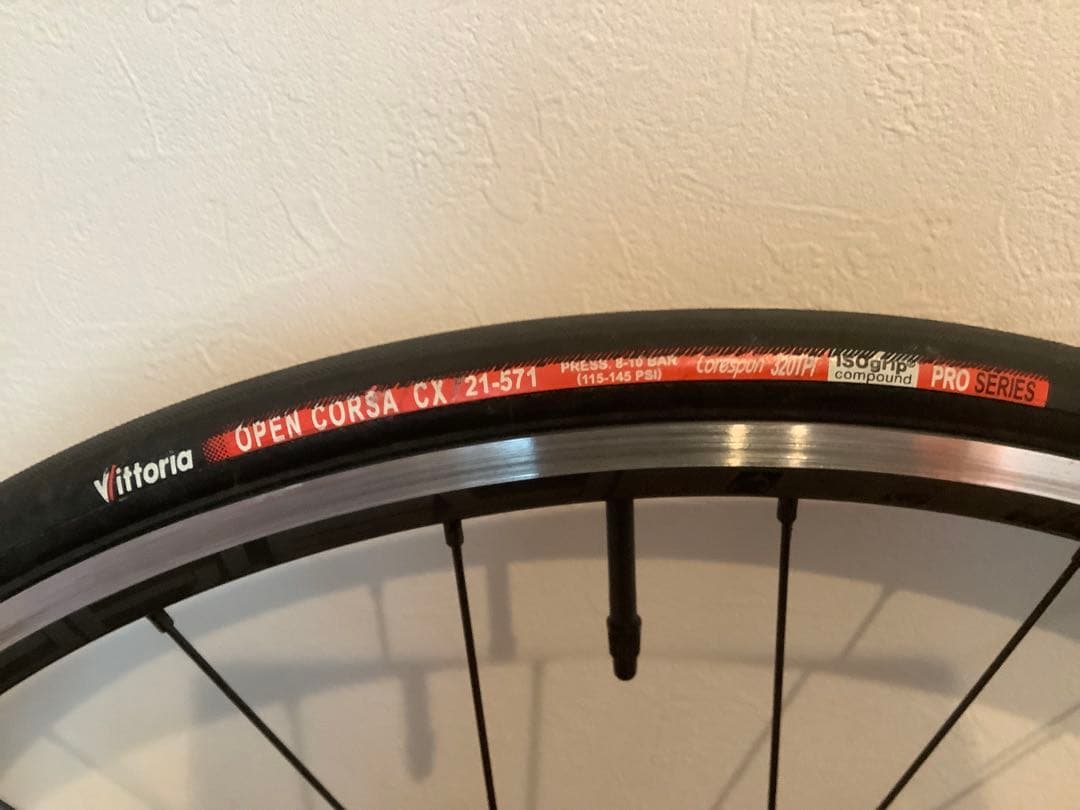 Vittoria
OPEN CORSA CX 21-571
PRESS. 8-10 BAR
(115-145 PSI)
corespun 320TPI
ISOgrip®
compound
PRO SERIES